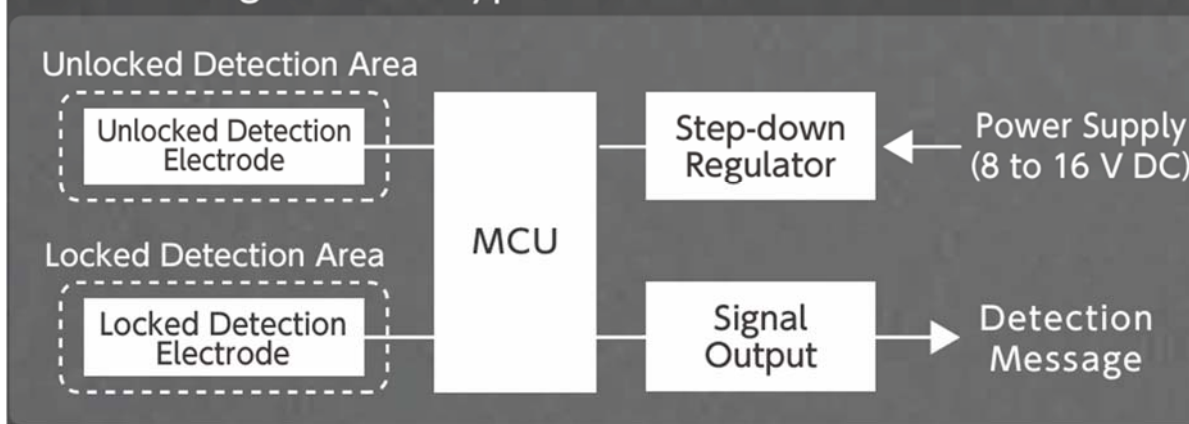 Unlocked Detection Area
Unlocked Detection
Electrode
Locked Detection Area
Locked Detection
Electrode
MCU
Step-down
Regulator
Power Supply
(8 to 16 V DC)
Signal
Output
Detection
Message